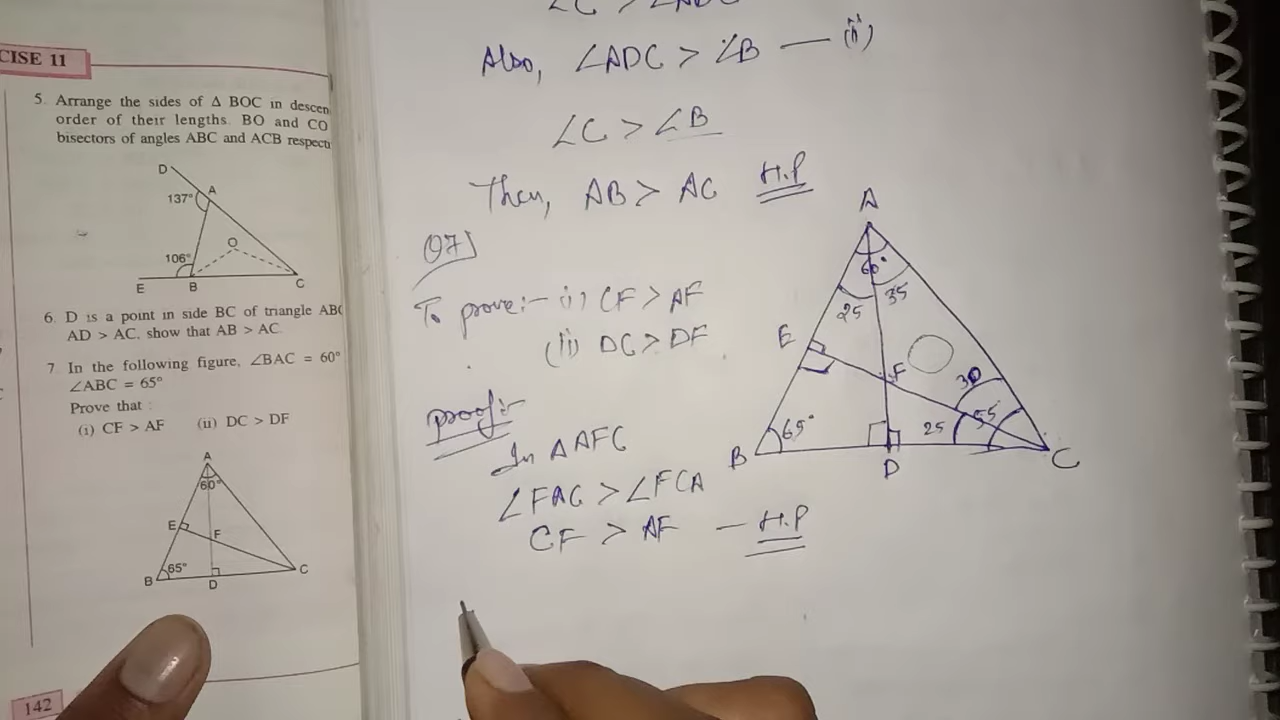 CISE 11
5. Arrange the sides of Δ BOC in descen
order of their lengths. BO and CO
bisectors of angles ABC and ACB respecti
D
A
137°
O
106°
E
B
C
6. D is a point in side BC of triangle ABC
AD > AC, show that AB > AC.
7. In the following figure, ∠BAC = 60°
∠ABC = 65°
Prove that :
(i) CF > AF (ii) DC > DF
A
60°
E
F
65°
B
D
C
142
∠C > ∠ADC
Also, ∠ADC > ∠B — (ii)
∠C > ∠B
Then, AB > AC H.P
Q7]
To prove:- (i) CF > AF
(ii) DC > DF
Proof:-
In ΔAFC
∠FAC > ∠FCA
CF > AF — H.P
A
60°
25
35
E
F
30
65°
25
55
B
D
C